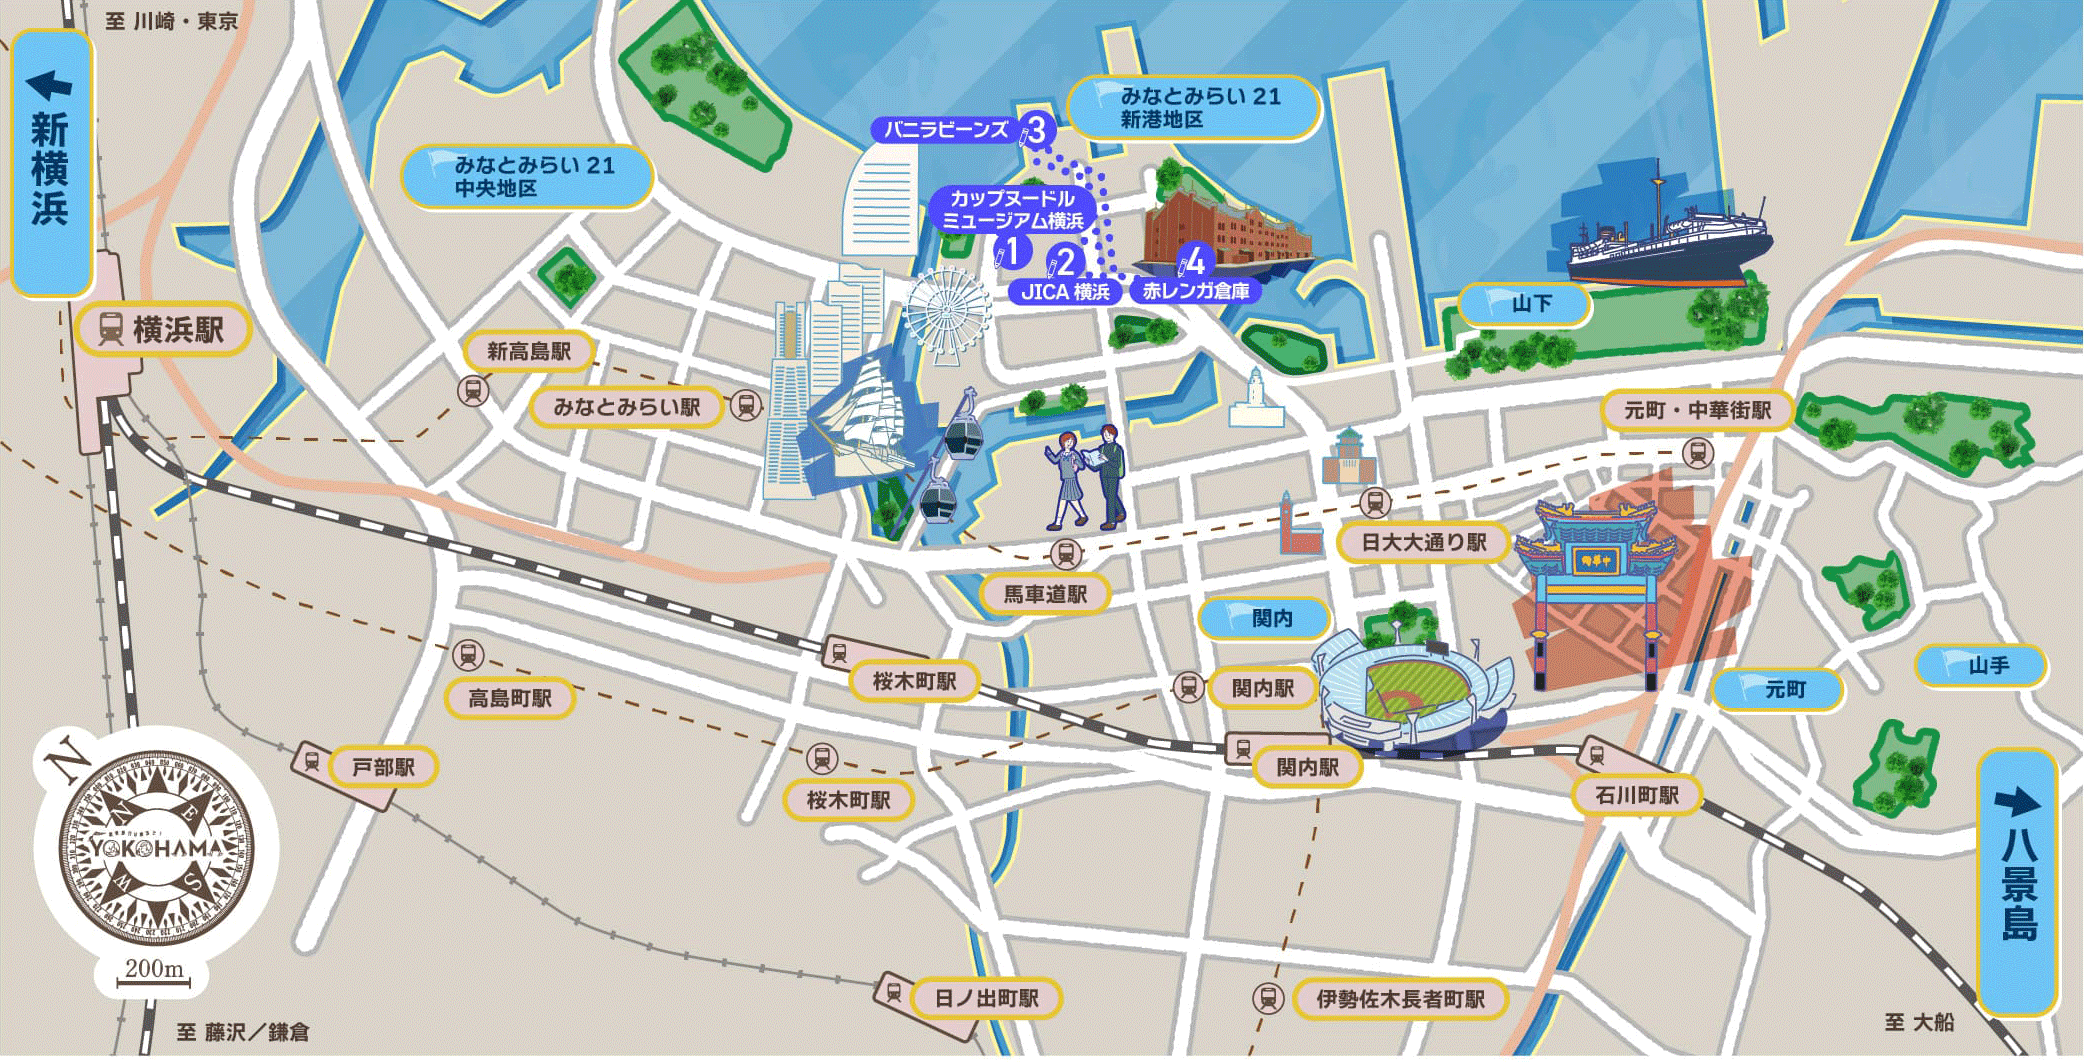 至 川崎・東京
新横浜
みなとみらい 21
新港地区
バニラビーンズ
3
みなとみらい 21
中央地区
カップヌードル
ミュージアム横浜
1
2
4
JICA 横浜
赤レンガ倉庫
山下
横浜駅
新高島駅
みなとみらい駅
元町・中華街駅
日大大通り駅
中華街
馬車道駅
関内
山手
高島町駅
桜木町駅
関内駅
元町
戸部駅
関内駅
石川町駅
桜木町駅
N
N
E
YOKOHAMA
W
S
200m
八景島
日ノ出町駅
伊勢佐木長者町駅
至 藤沢／鎌倉
至 大船